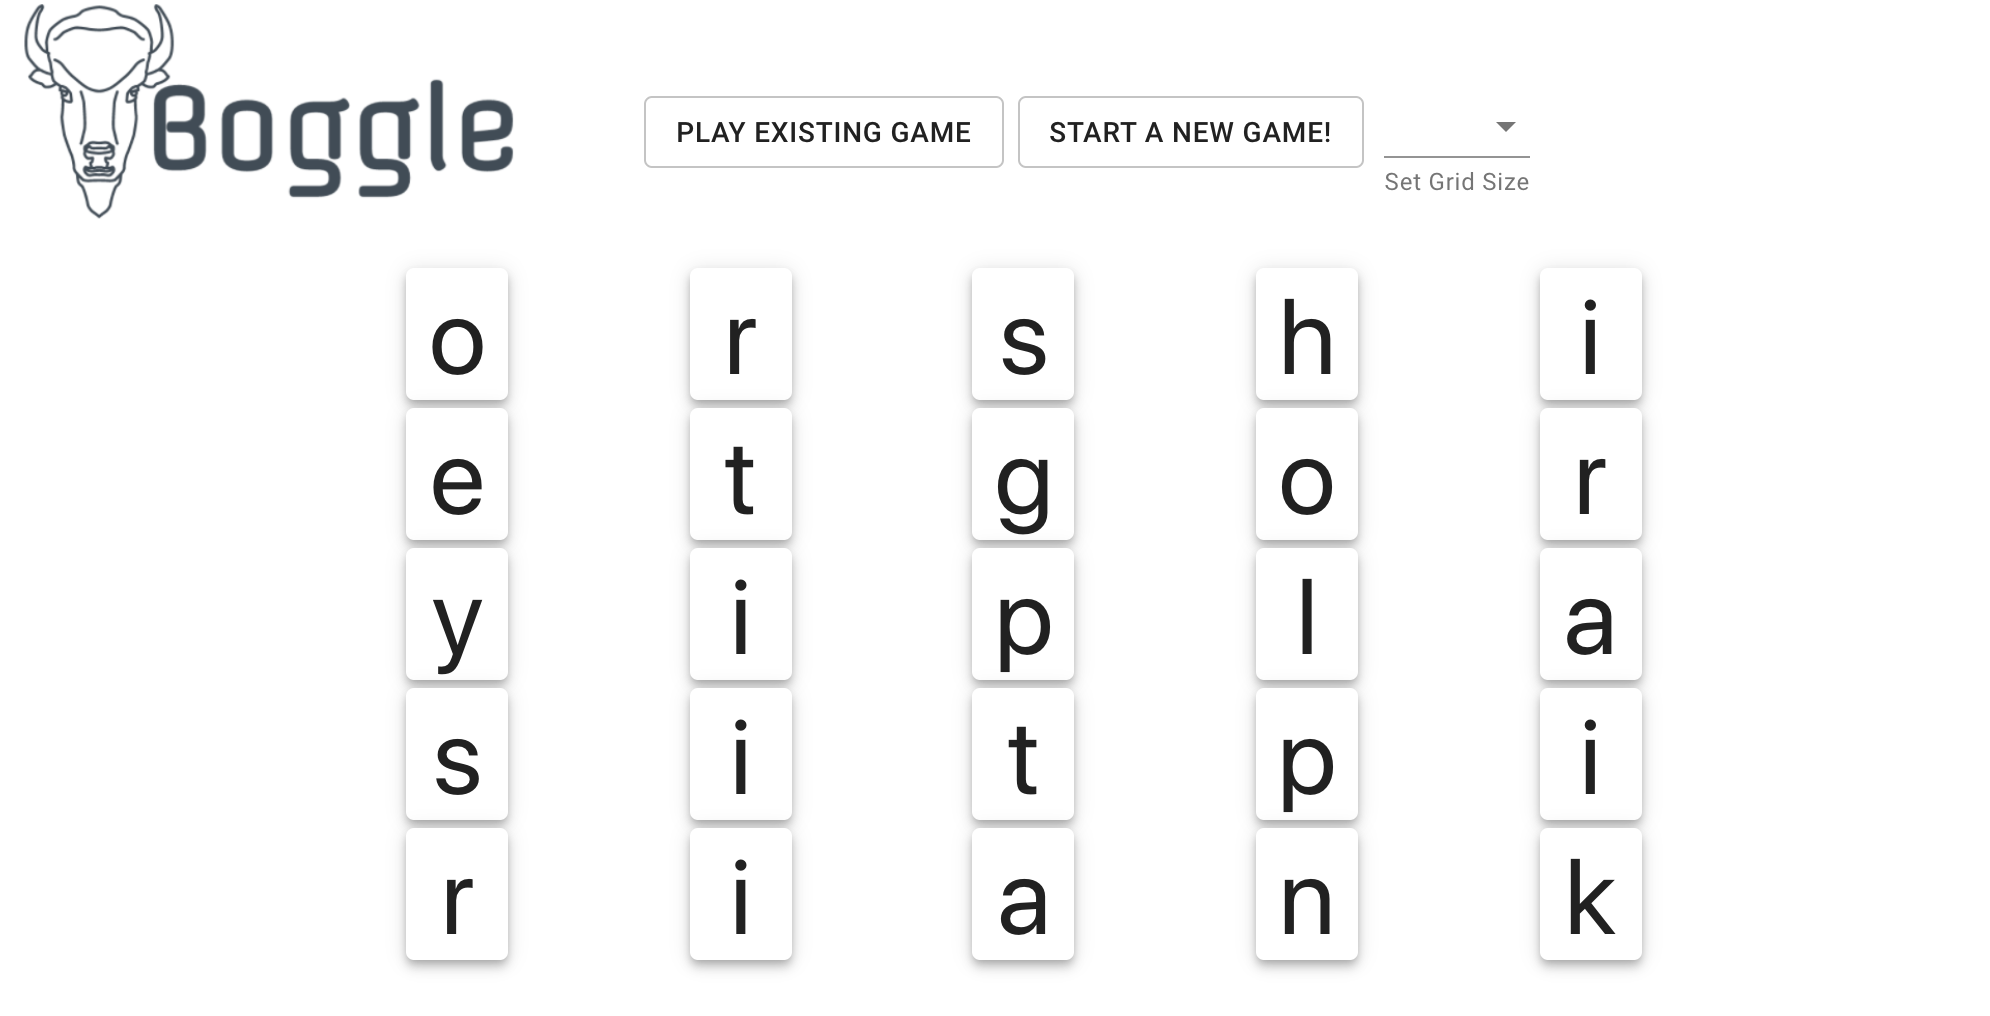 Boggle
PLAY EXISTING GAME START A NEW GAME!
Set Grid Size
o r s h i
e t g o r
y i p l a
s i t p i
r i a n k